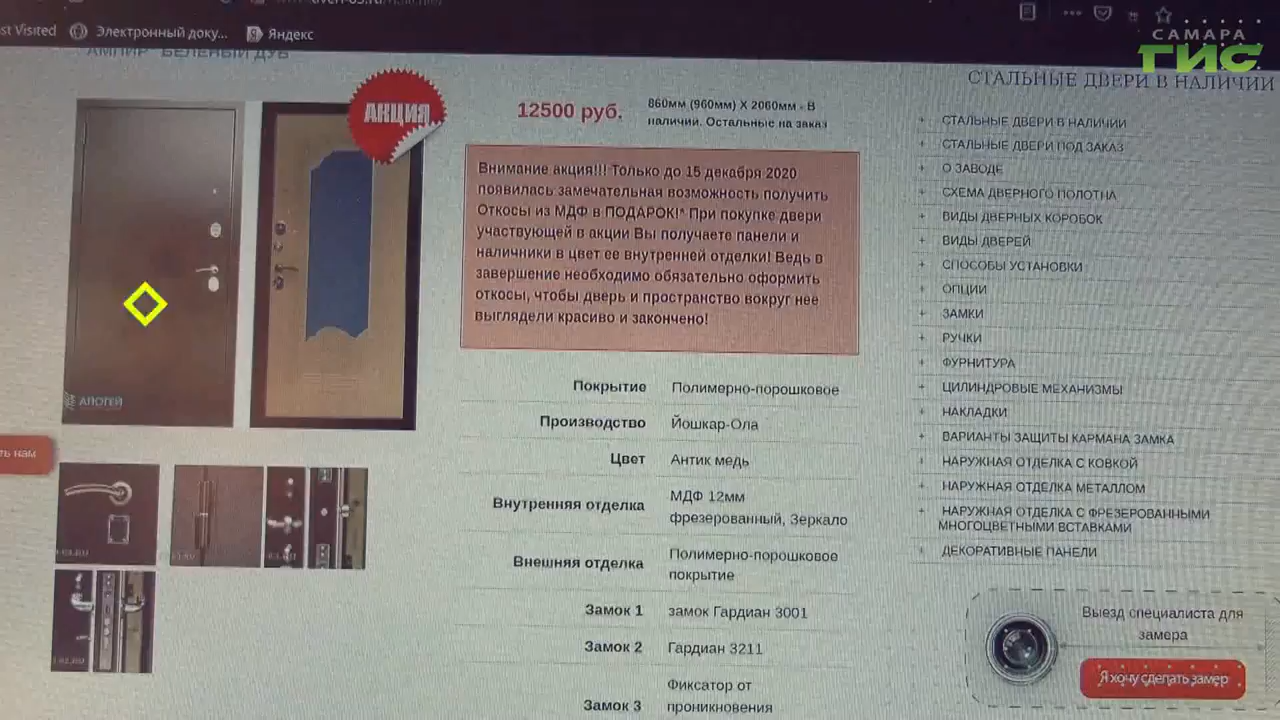 st Visited
Электронный доку...
Яндекс
САМАРА
ГИС
АМПИР "БЕЛЕНЫЙ ДУБ"
АКЦИЯ
АПОГЕЙ
ть нам
12500 руб.
860мм (960мм) X 2060мм - В
наличии. Остальные на заказ
Внимание акция!!! Только до 15 декабря 2020
появилась замечательная возможность получить
Откосы из МДФ в ПОДАРОК!* При покупке двери
участвующей в акции Вы получаете панели и
наличники в цвет ее внутренней отделки! Ведь в
завершение необходимо обязательно оформить
откосы, чтобы дверь и пространство вокруг нее
выглядели красиво и закончено!
Покрытие Полимерно-порошковое
Производство Йошкар-Ола
Цвет Антик медь
Внутренняя отделка МДФ 12мм
фрезерованный, Зеркало
Внешняя отделка Полимерно-порошковое
покрытие
Замок 1 замок Гардиан 3001
Замок 2 Гардиан 3211
Замок 3 Фиксатор от
проникновения
СТАЛЬНЫЕ ДВЕРИ В НАЛИЧИИ
+ СТАЛЬНЫЕ ДВЕРИ В НАЛИЧИИ
+ СТАЛЬНЫЕ ДВЕРИ ПОД ЗАКАЗ
+ О ЗАВОДЕ
+ СХЕМА ДВЕРНОГО ПОЛОТНА
+ ВИДЫ ДВЕРНЫХ КОРОБОК
+ ВИДЫ ДВЕРЕЙ
+ СПОСОБЫ УСТАНОВКИ
+ ОПЦИИ
+ ЗАМКИ
+ РУЧКИ
+ ФУРНИТУРА
+ ЦИЛИНДРОВЫЕ МЕХАНИЗМЫ
+ НАКЛАДКИ
+ ВАРИАНТЫ ЗАЩИТЫ КАРМАНА ЗАМКА
+ НАРУЖНАЯ ОТДЕЛКА С КОВКОЙ
+ НАРУЖНАЯ ОТДЕЛКА МЕТАЛЛОМ
+ НАРУЖНАЯ ОТДЕЛКА С ФРЕЗЕРОВАННЫМИ
МНОГОЦВЕТНЫМИ ВСТАВКАМИ
+ ДЕКОРАТИВНЫЕ ПАНЕЛИ
Выезд специалиста для
замера
Я хочу сделать замер